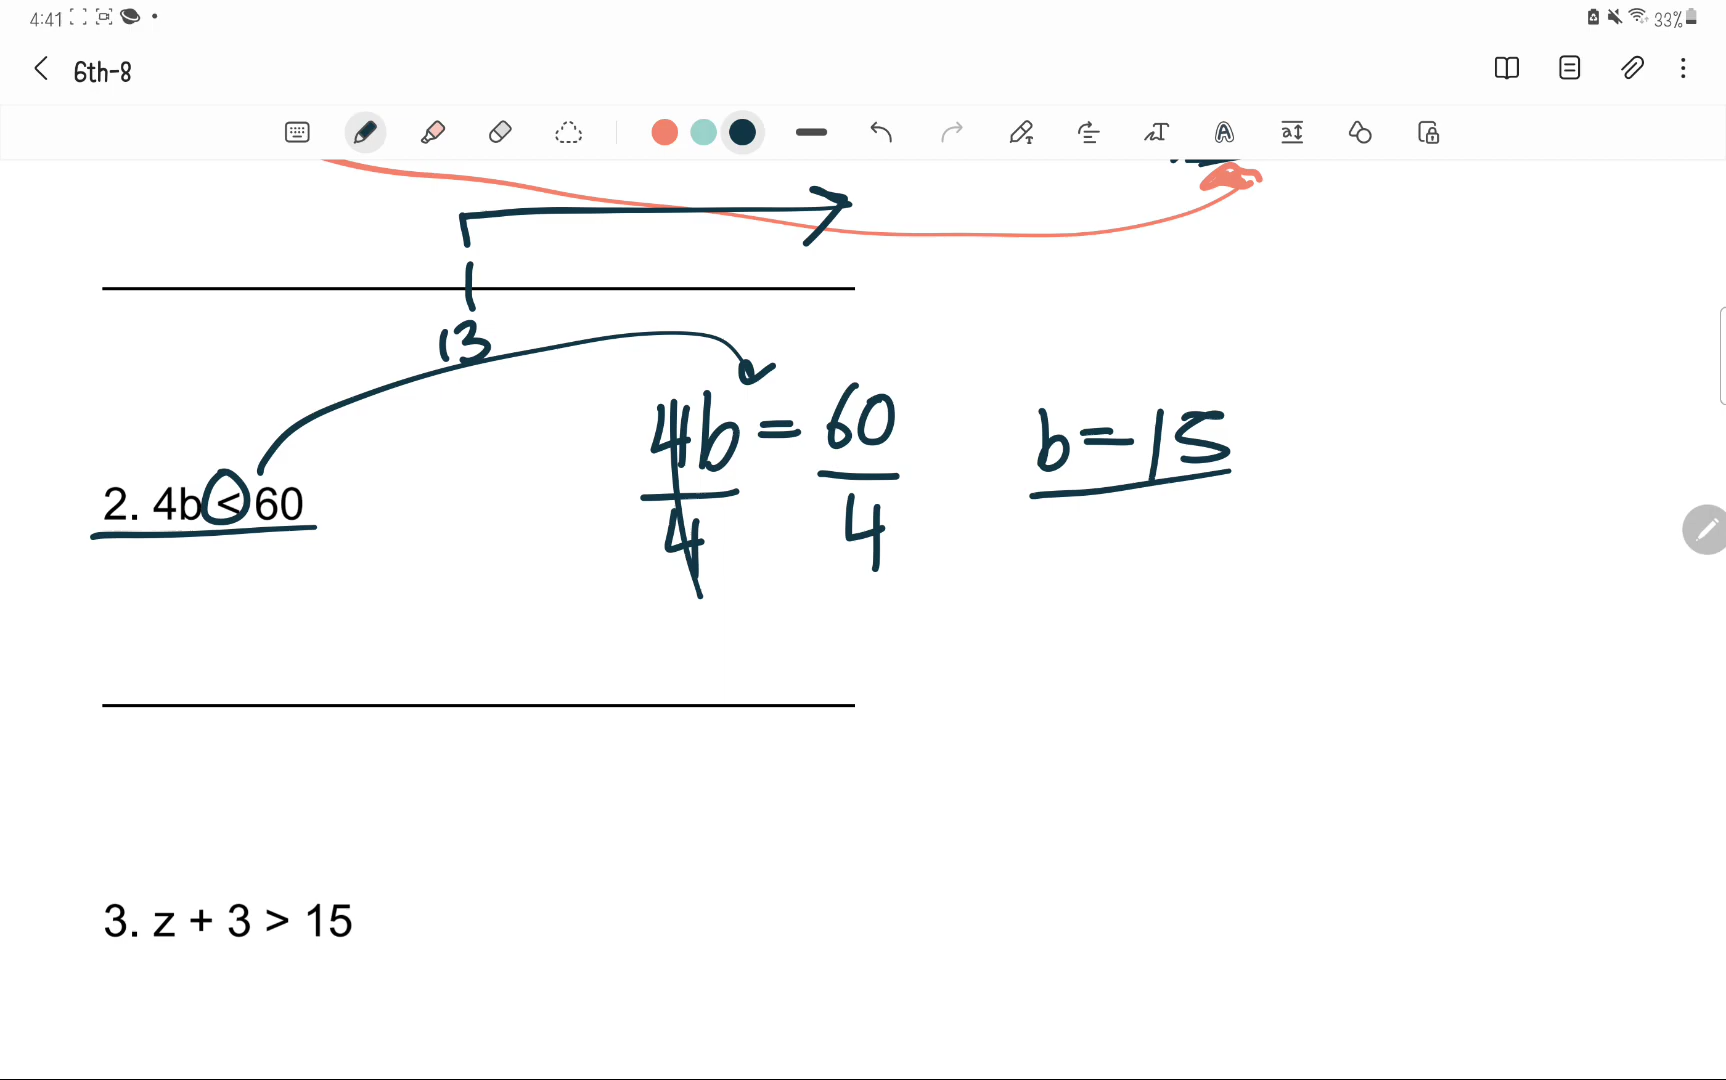 4:41 33%
6th-8
13
4b = 60 b = 15
2. 4b < 60
4 4
3. z + 3 > 15